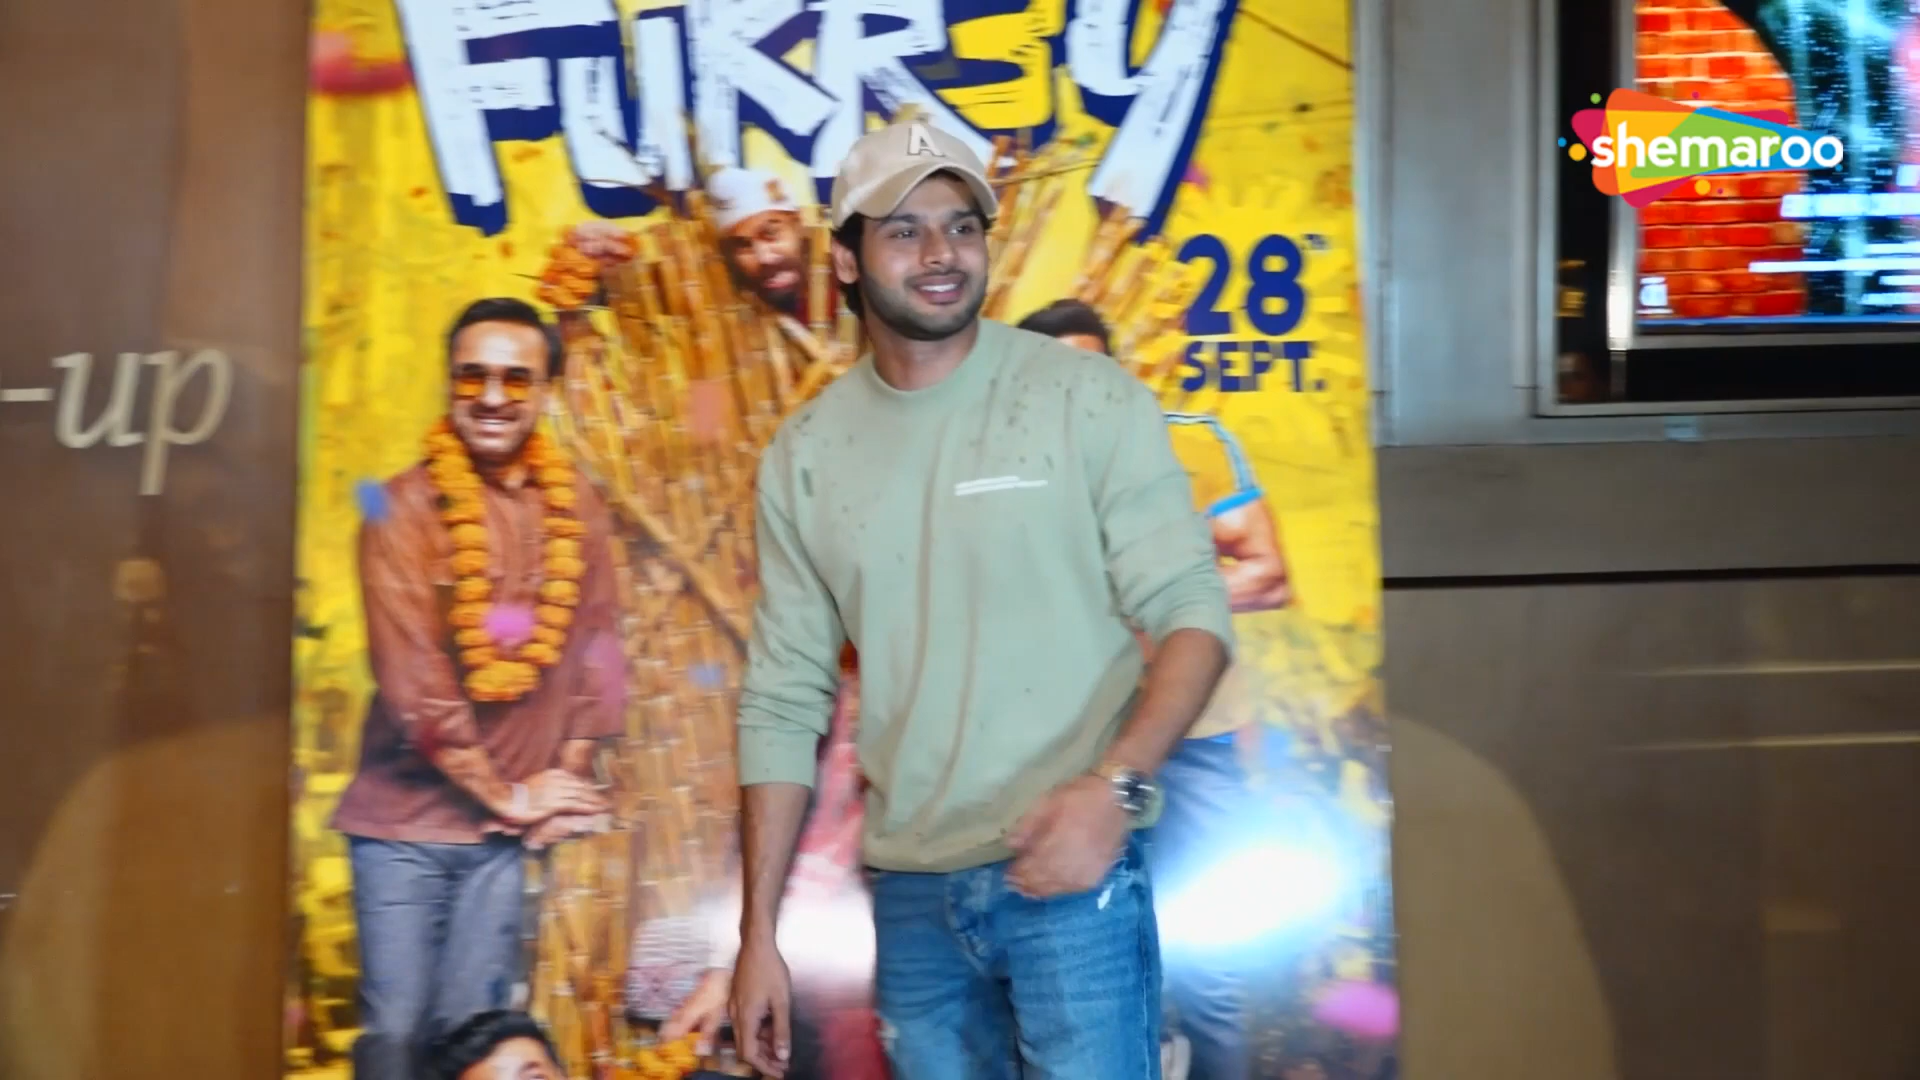 FUKREY
A
28TH
SEPT.
shemaroo
-up